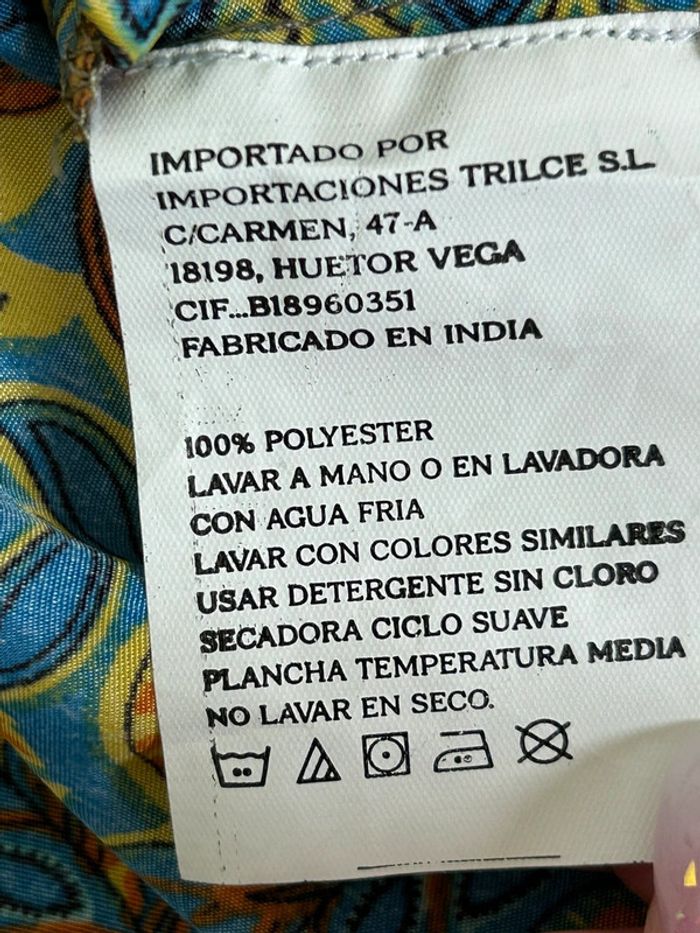 IMPORTADO POR
IMPORTACIONES TRILCE S.L
C/CARMEN, 47-A
18198, HUETOR VEGA
CIF...B18960351
FABRICADO EN INDIA
100% POLYESTER
LAVAR A MANO O EN LAVADORA
CON AGUA FRIA
LAVAR CON COLORES SIMILARES
USAR DETERGENTE SIN CLORO
SECADORA CICLO SUAVE
PLANCHA TEMPERATURA MEDIA
NO LAVAR EN SECO.